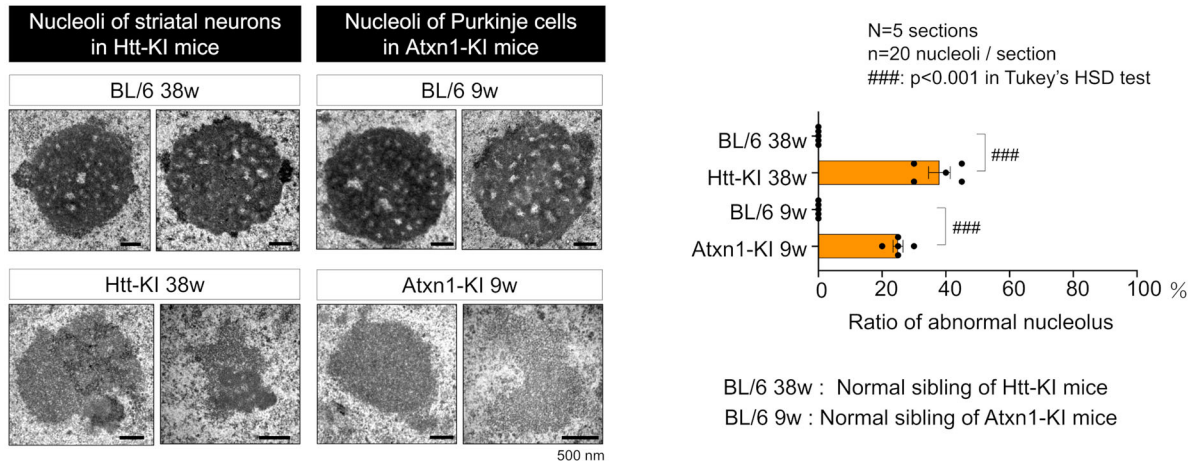 Nucleoli of striatal neurons
in Htt-KI mice
Nucleoli of Purkinje cells
in Atxn1-KI mice
BL/6 38w
BL/6 9w
Htt-KI 38w
Atxn1-KI 9w
500 nm
N=5 sections
n=20 nucleoli / section
###: p<0.001 in Tukey's HSD test
BL/6 38w
Htt-KI 38w
BL/6 9w
Atxn1-KI 9w
###
###
0 20 40 60 80 100 %
Ratio of abnormal nucleolus
BL/6 38w : Normal sibling of Htt-KI mice
BL/6 9w : Normal sibling of Atxn1-KI mice